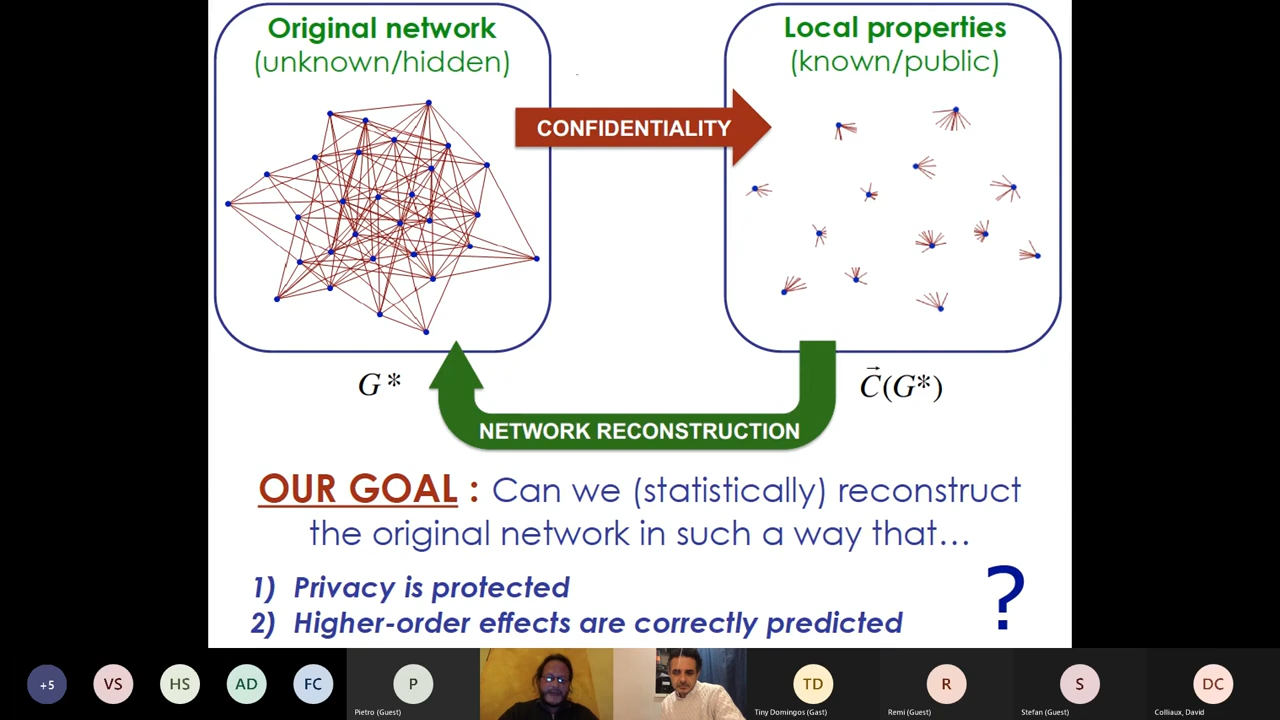 Original network
(unknown/hidden)
Local properties
(known/public)
CONFIDENTIALITY
G*
C⃗(G*)
NETWORK RECONSTRUCTION
OUR GOAL : Can we (statistically) reconstruct
the original network in such a way that…
1) Privacy is protected
2) Higher-order effects are correctly predicted
?
+5
VS
HS
AD
FC
P
TD
R
S
DC
Pietro (Guest)
Tiny Domingos (Gast)
Remi (Guest)
Stefan (Guest)
Colliaux, David